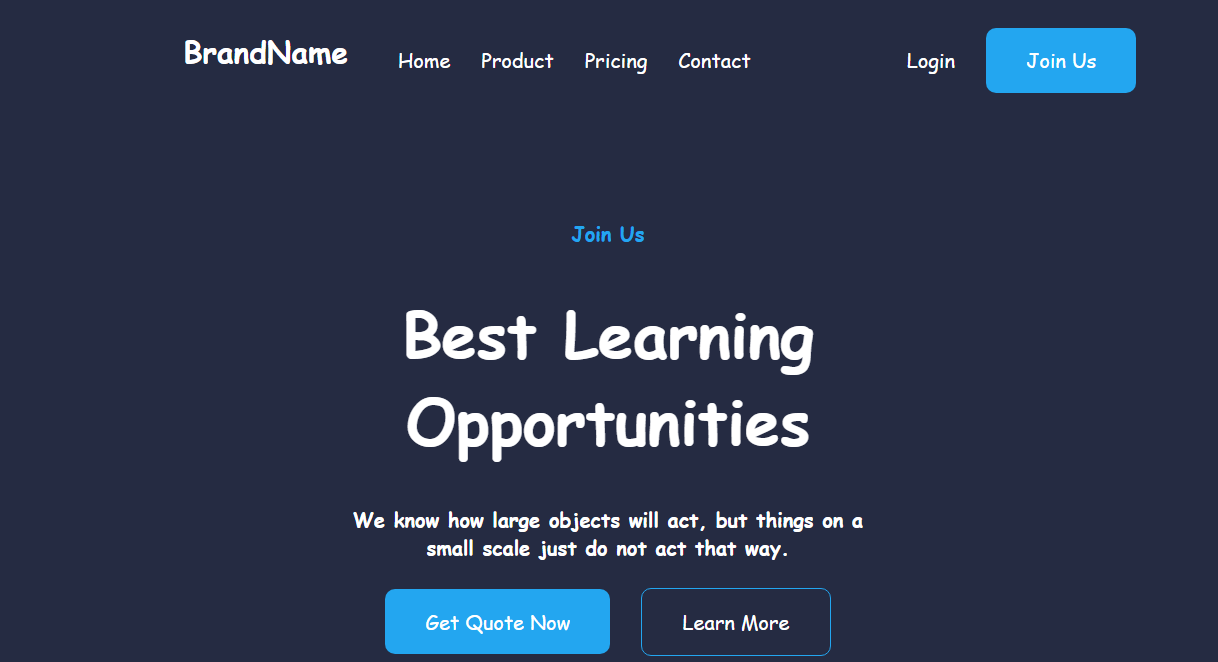 BrandName Home Product Pricing Contact Login Join Us
Join Us
Best Learning
Opportunities
We know how large objects will act, but things on a
small scale just do not act that way.
Get Quote Now Learn More